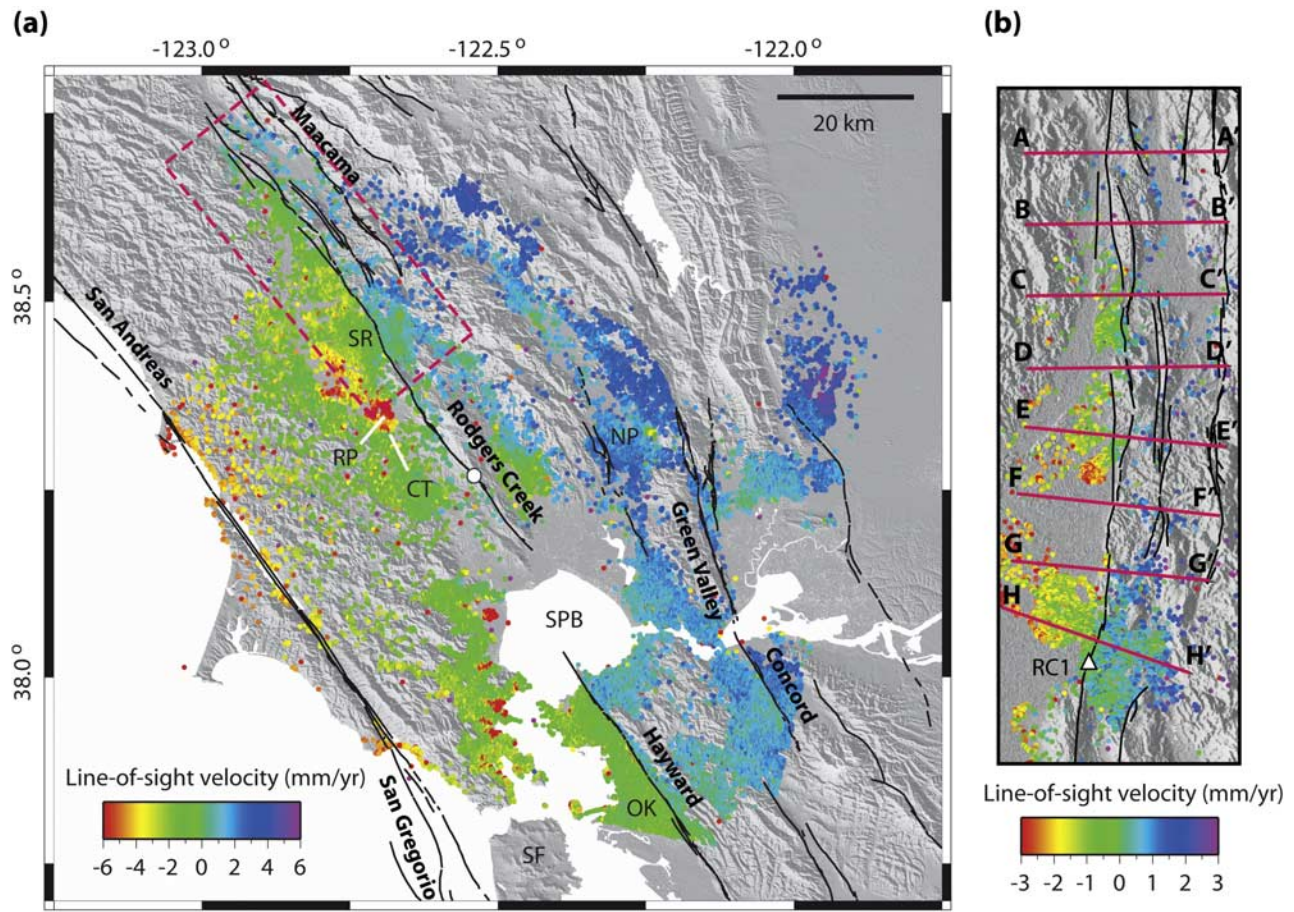 (a)
(b)
-123.0 °
-122.5 °
-122.0 °
20 km
Maacama
38.5 °
San Andreas
SR
Rodgers Creek
RP
CT
NP
Green Valley
SPB
38.0 °
Concord
Hayward
OK
SF
San Gregorio
Line-of-sight velocity (mm/yr)
-6 -4 -2 0 2 4 6
A A'
B B'
C C'
D D'
E E'
F F'
G G'
H H'
RC1
Line-of-sight velocity (mm/yr)
-3 -2 -1 0 1 2 3